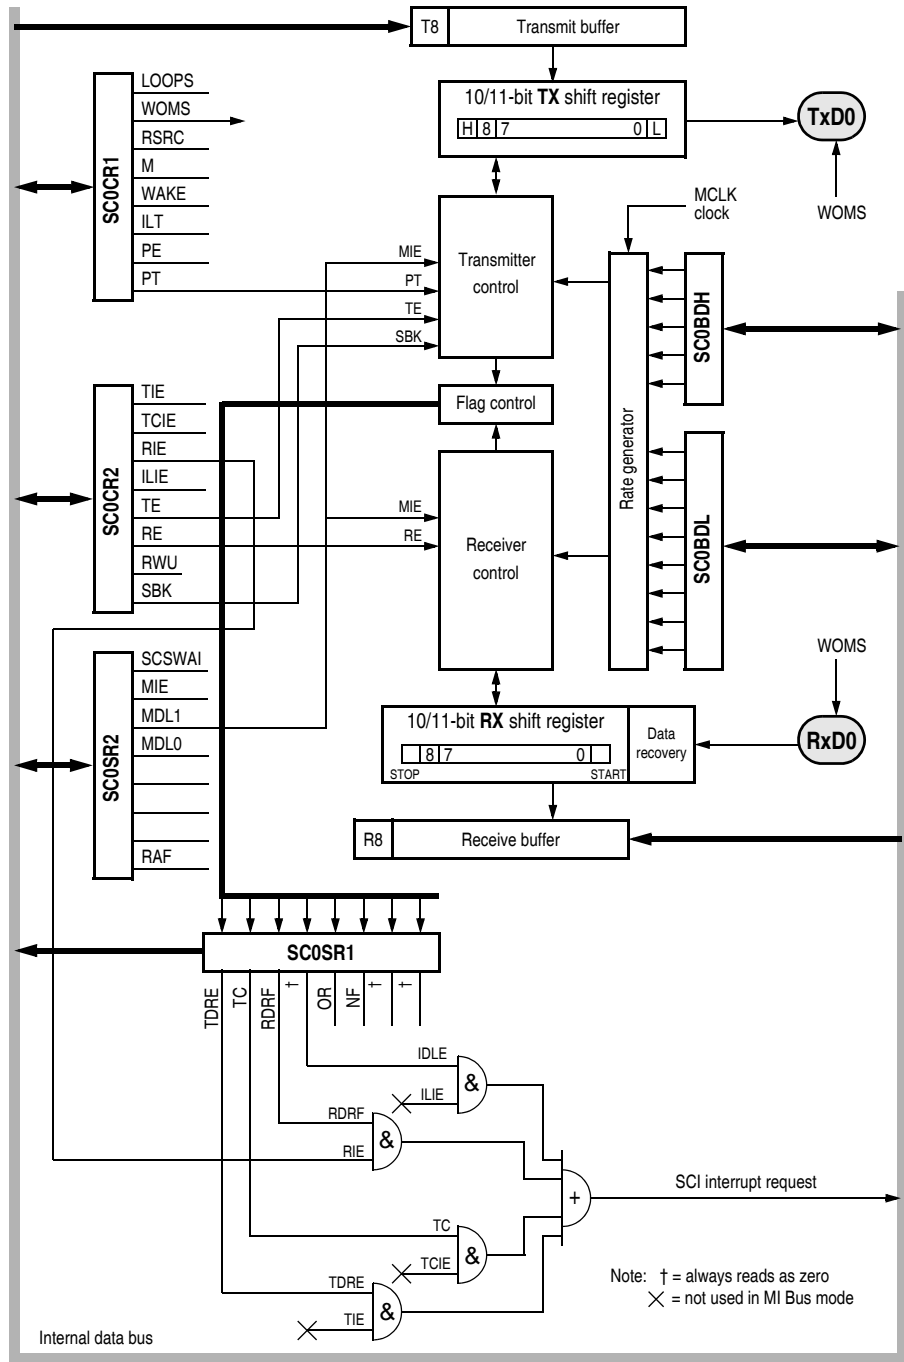 T8 Transmit buffer
10/11-bit TX shift register
H 8 7 0 L
TxD0
WOMS
MCLK
clock
SC0CR1
LOOPS
WOMS
RSRC
M
WAKE
ILT
PE
PT
MIE
PT
TE
SBK
Transmitter
control
Rate generator
SC0BDH
Flag control
SC0CR2
TIE
TCIE
RIE
ILIE
TE
RE
RWU
SBK
MIE
RE
Receiver
control
SC0BDL
SC0SR2
SCSWAI
MIE
MDL1
MDL0
RAF
WOMS
10/11-bit RX shift register
8 7 0
STOP START
Data
recovery
RxD0
R8 Receive buffer
SC0SR1
TDRE
TC
RDRF
†
OR
NF
†
†
IDLE
ILIE
&
RDRF
RIE
&
SCI interrupt request
+
TC
TCIE
&
TDRE
TIE
&
Note: † = always reads as zero
= not used in MI Bus mode
Internal data bus